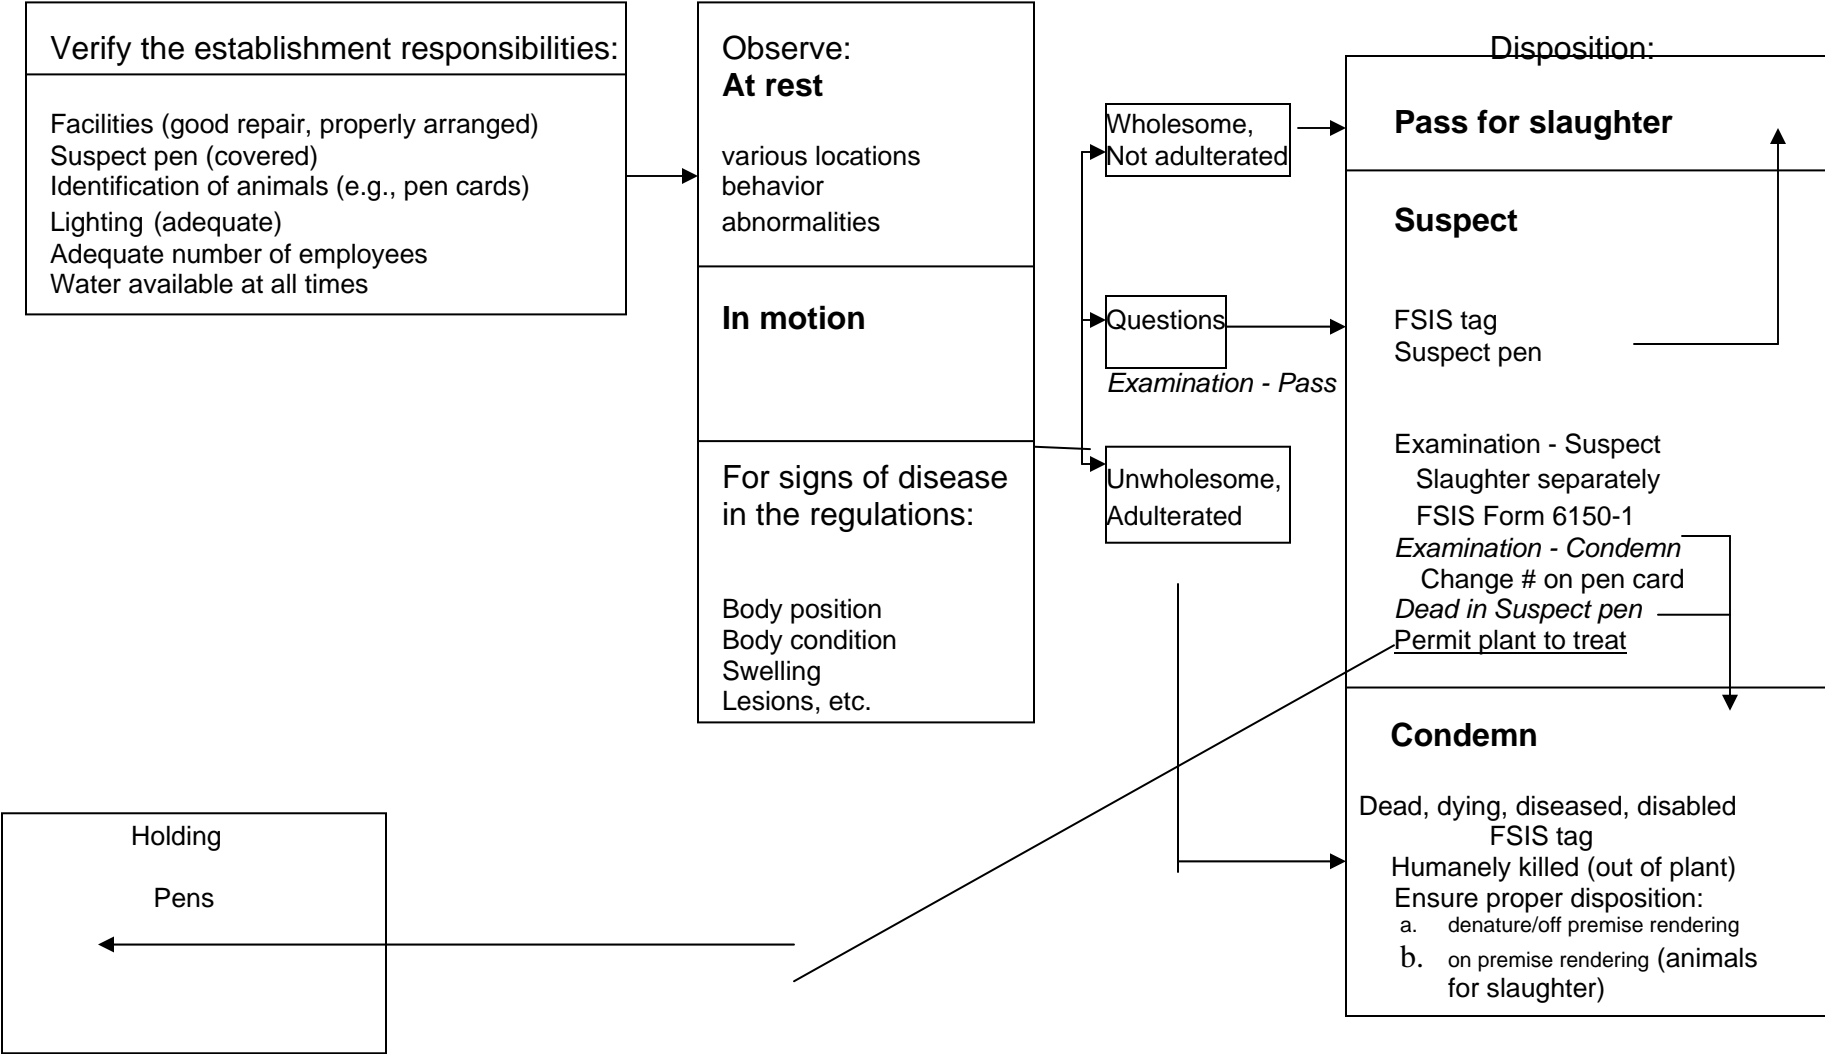 Verify the establishment responsibilities:
Facilities (good repair, properly arranged)
Suspect pen (covered)
Identification of animals (e.g., pen cards)
Lighting (adequate)
Adequate number of employees
Water available at all times
Observe:
At rest
various locations
behavior
abnormalities
In motion
For signs of disease
in the regulations:
Body position
Body condition
Swelling
Lesions, etc.
Wholesome,
Not adulterated
Questions
Examination - Pass
Unwholesome,
Adulterated
Disposition:
Pass for slaughter
Suspect
FSIS tag
Suspect pen
Examination - Suspect
Slaughter separately
FSIS Form 6150-1
Examination - Condemn
Change # on pen card
Dead in Suspect pen
Permit plant to treat
Condemn
Dead, dying, diseased, disabled
FSIS tag
Humanely killed (out of plant)
Ensure proper disposition:
a. denature/off premise rendering
b. on premise rendering (animals
for slaughter)
Holding
Pens